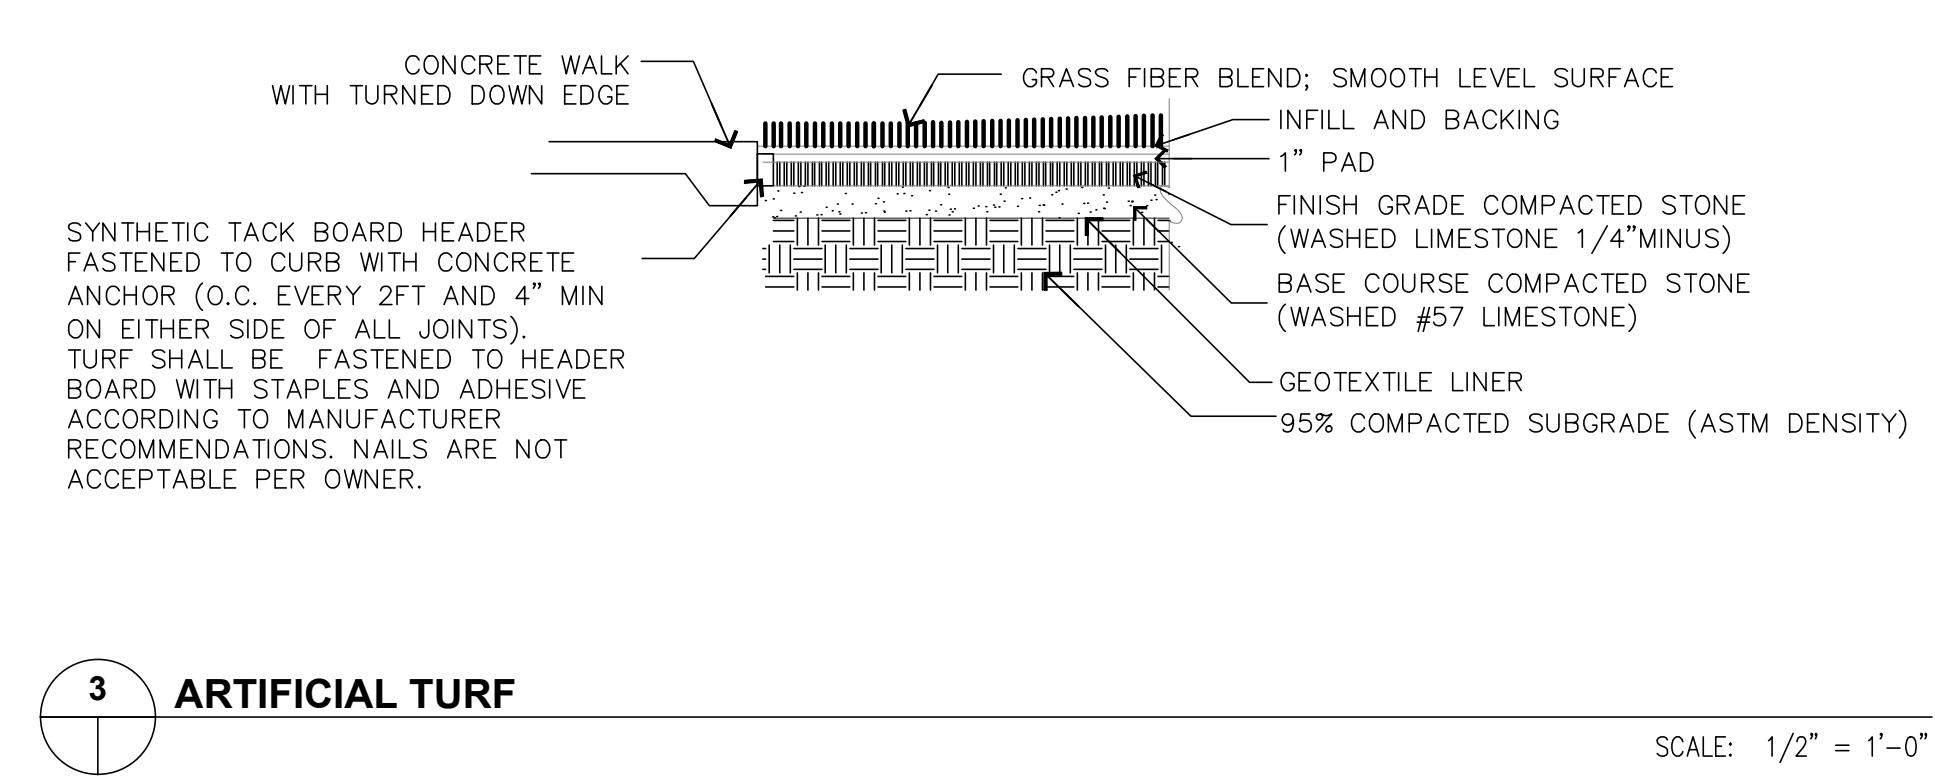 CONCRETE WALK
WITH TURNED DOWN EDGE
SYNTHETIC TACK BOARD HEADER
FASTENED TO CURB WITH CONCRETE
ANCHOR (O.C. EVERY 2FT AND 4” MIN
ON EITHER SIDE OF ALL JOINTS).
TURF SHALL BE FASTENED TO HEADER
BOARD WITH STAPLES AND ADHESIVE
ACCORDING TO MANUFACTURER
RECOMMENDATIONS. NAILS ARE NOT
ACCEPTABLE PER OWNER.
GRASS FIBER BLEND; SMOOTH LEVEL SURFACE
INFILL AND BACKING
1” PAD
FINISH GRADE COMPACTED STONE
(WASHED LIMESTONE 1/4”MINUS)
BASE COURSE COMPACTED STONE
(WASHED #57 LIMESTONE)
GEOTEXTILE LINER
95% COMPACTED SUBGRADE (ASTM DENSITY)
3
ARTIFICIAL TURF
SCALE: 1/2” = 1’-0”